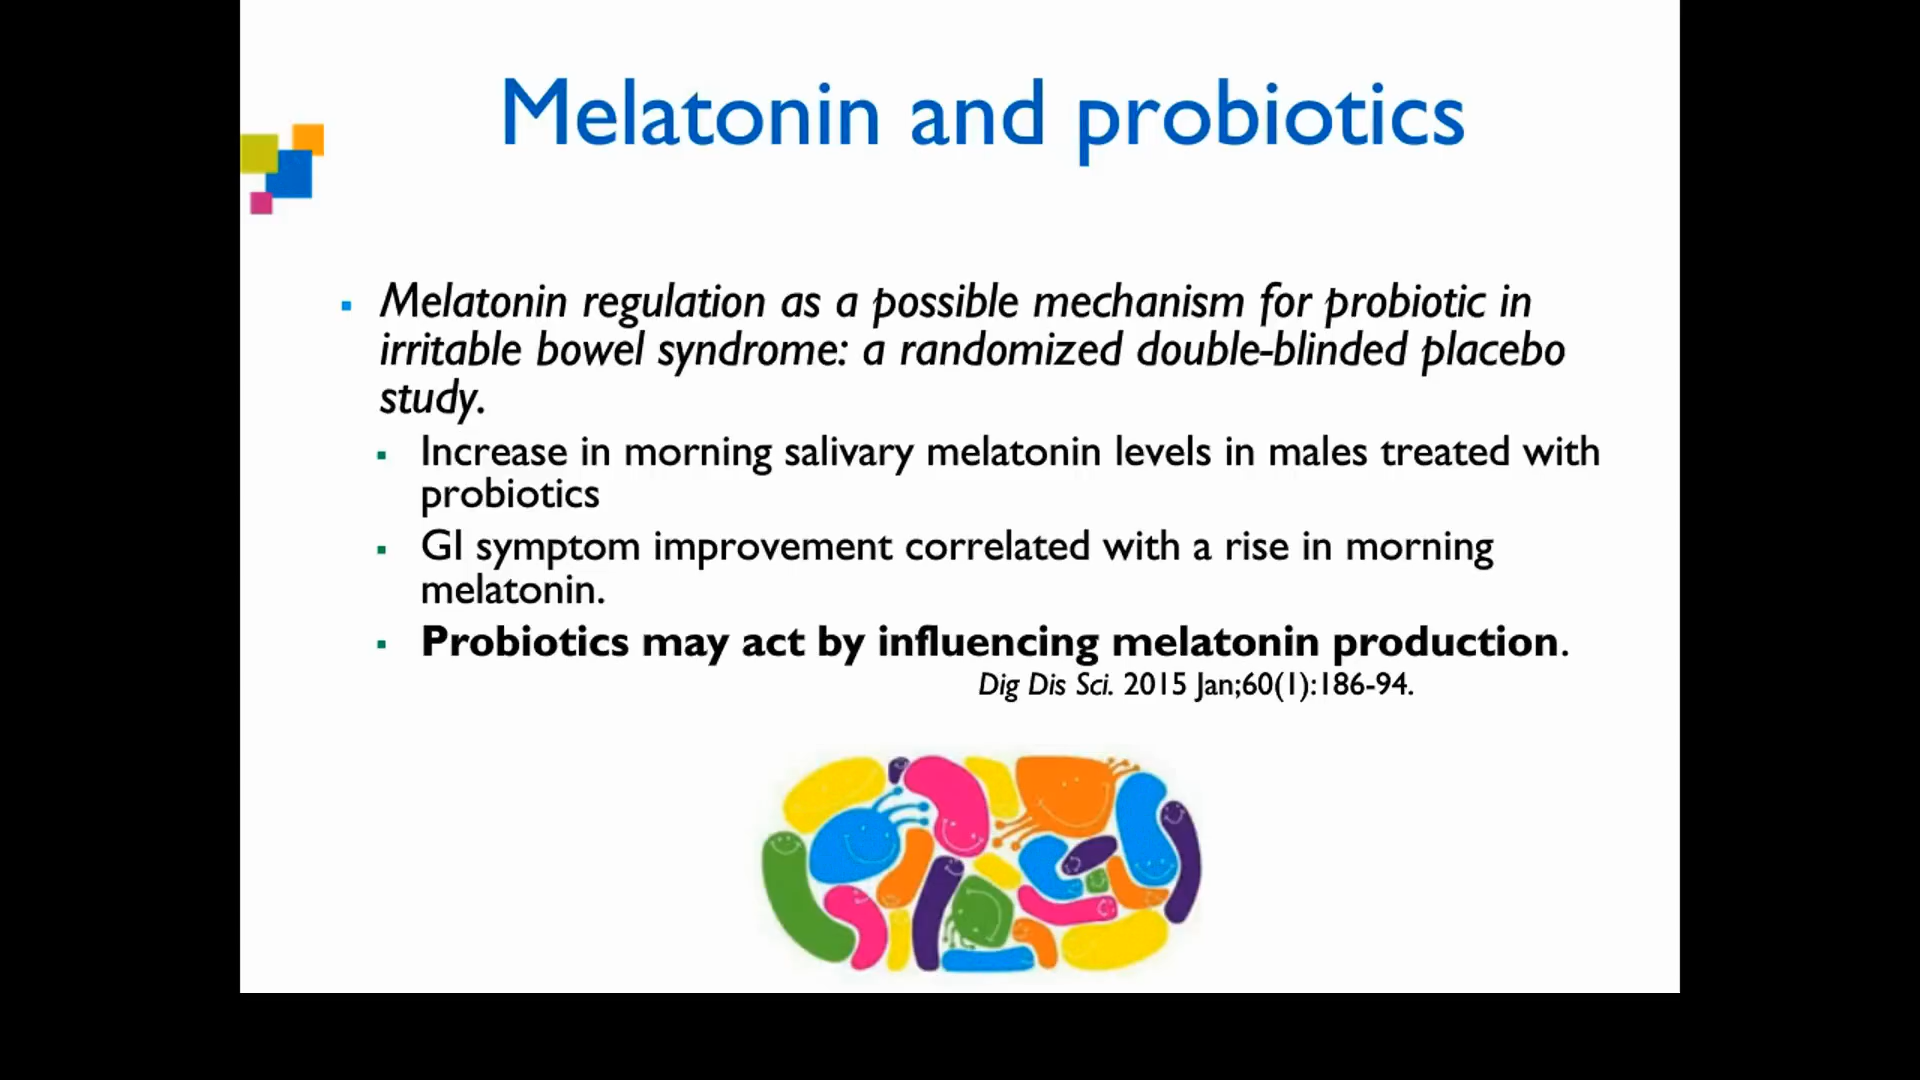 Melatonin and probiotics
Melatonin regulation as a possible mechanism for probiotic in
irritable bowel syndrome: a randomized double-blinded placebo
study.
Increase in morning salivary melatonin levels in males treated with
probiotics
GI symptom improvement correlated with a rise in morning
melatonin.
Probiotics may act by influencing melatonin production.
Dig Dis Sci. 2015 Jan;60(1):186-94.